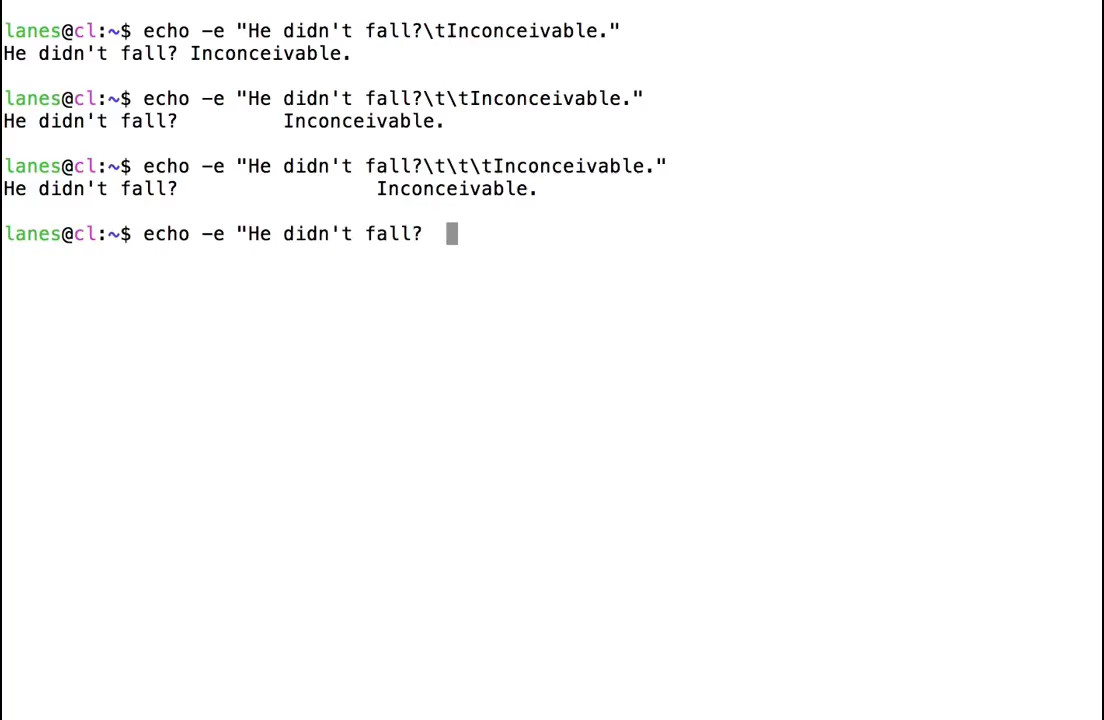 lanes@cl:~$ echo -e "He didn't fall?\tInconceivable."
He didn't fall? Inconceivable.
lanes@cl:~$ echo -e "He didn't fall?\t\tInconceivable."
He didn't fall?         Inconceivable.
lanes@cl:~$ echo -e "He didn't fall?\t\t\tInconceivable."
He didn't fall?                 Inconceivable.
lanes@cl:~$ echo -e "He didn't fall?